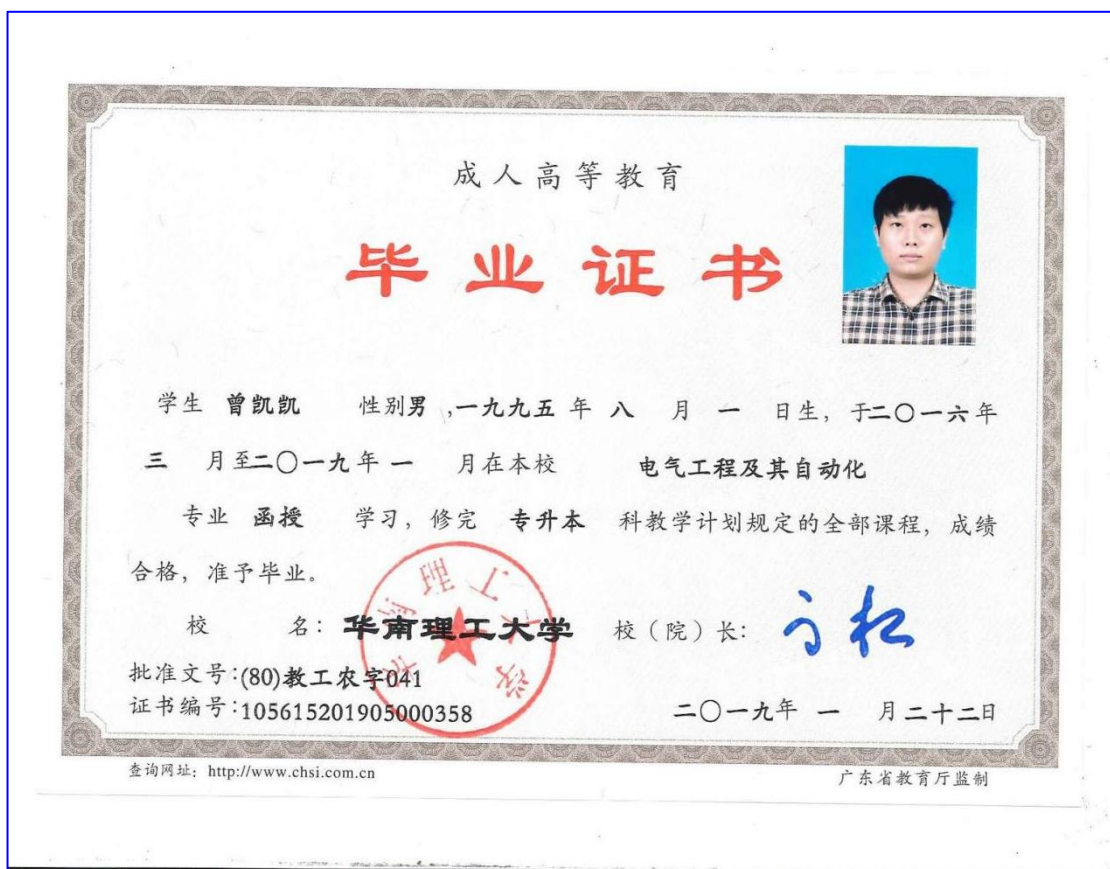 成人高等教育
毕业证书
学生 曾凯凯 性别男 ,一九九五 年 八 月 一 日生, 于二〇一六年
三 月至二〇一九年 一 月在本校 电气工程及其自动化
专业 函授 学习, 修完 专升本 科教学计划规定的全部课程, 成绩
合格, 准予毕业。
华南理工大学
校 名: 华南理工大学 校(院)长:
批准文号:(80)教工农字041
证书编号:105615201905000358 二〇一九年 一 月二十二日
查询网址: http://www.chsi.com.cn 广东省教育厅监制